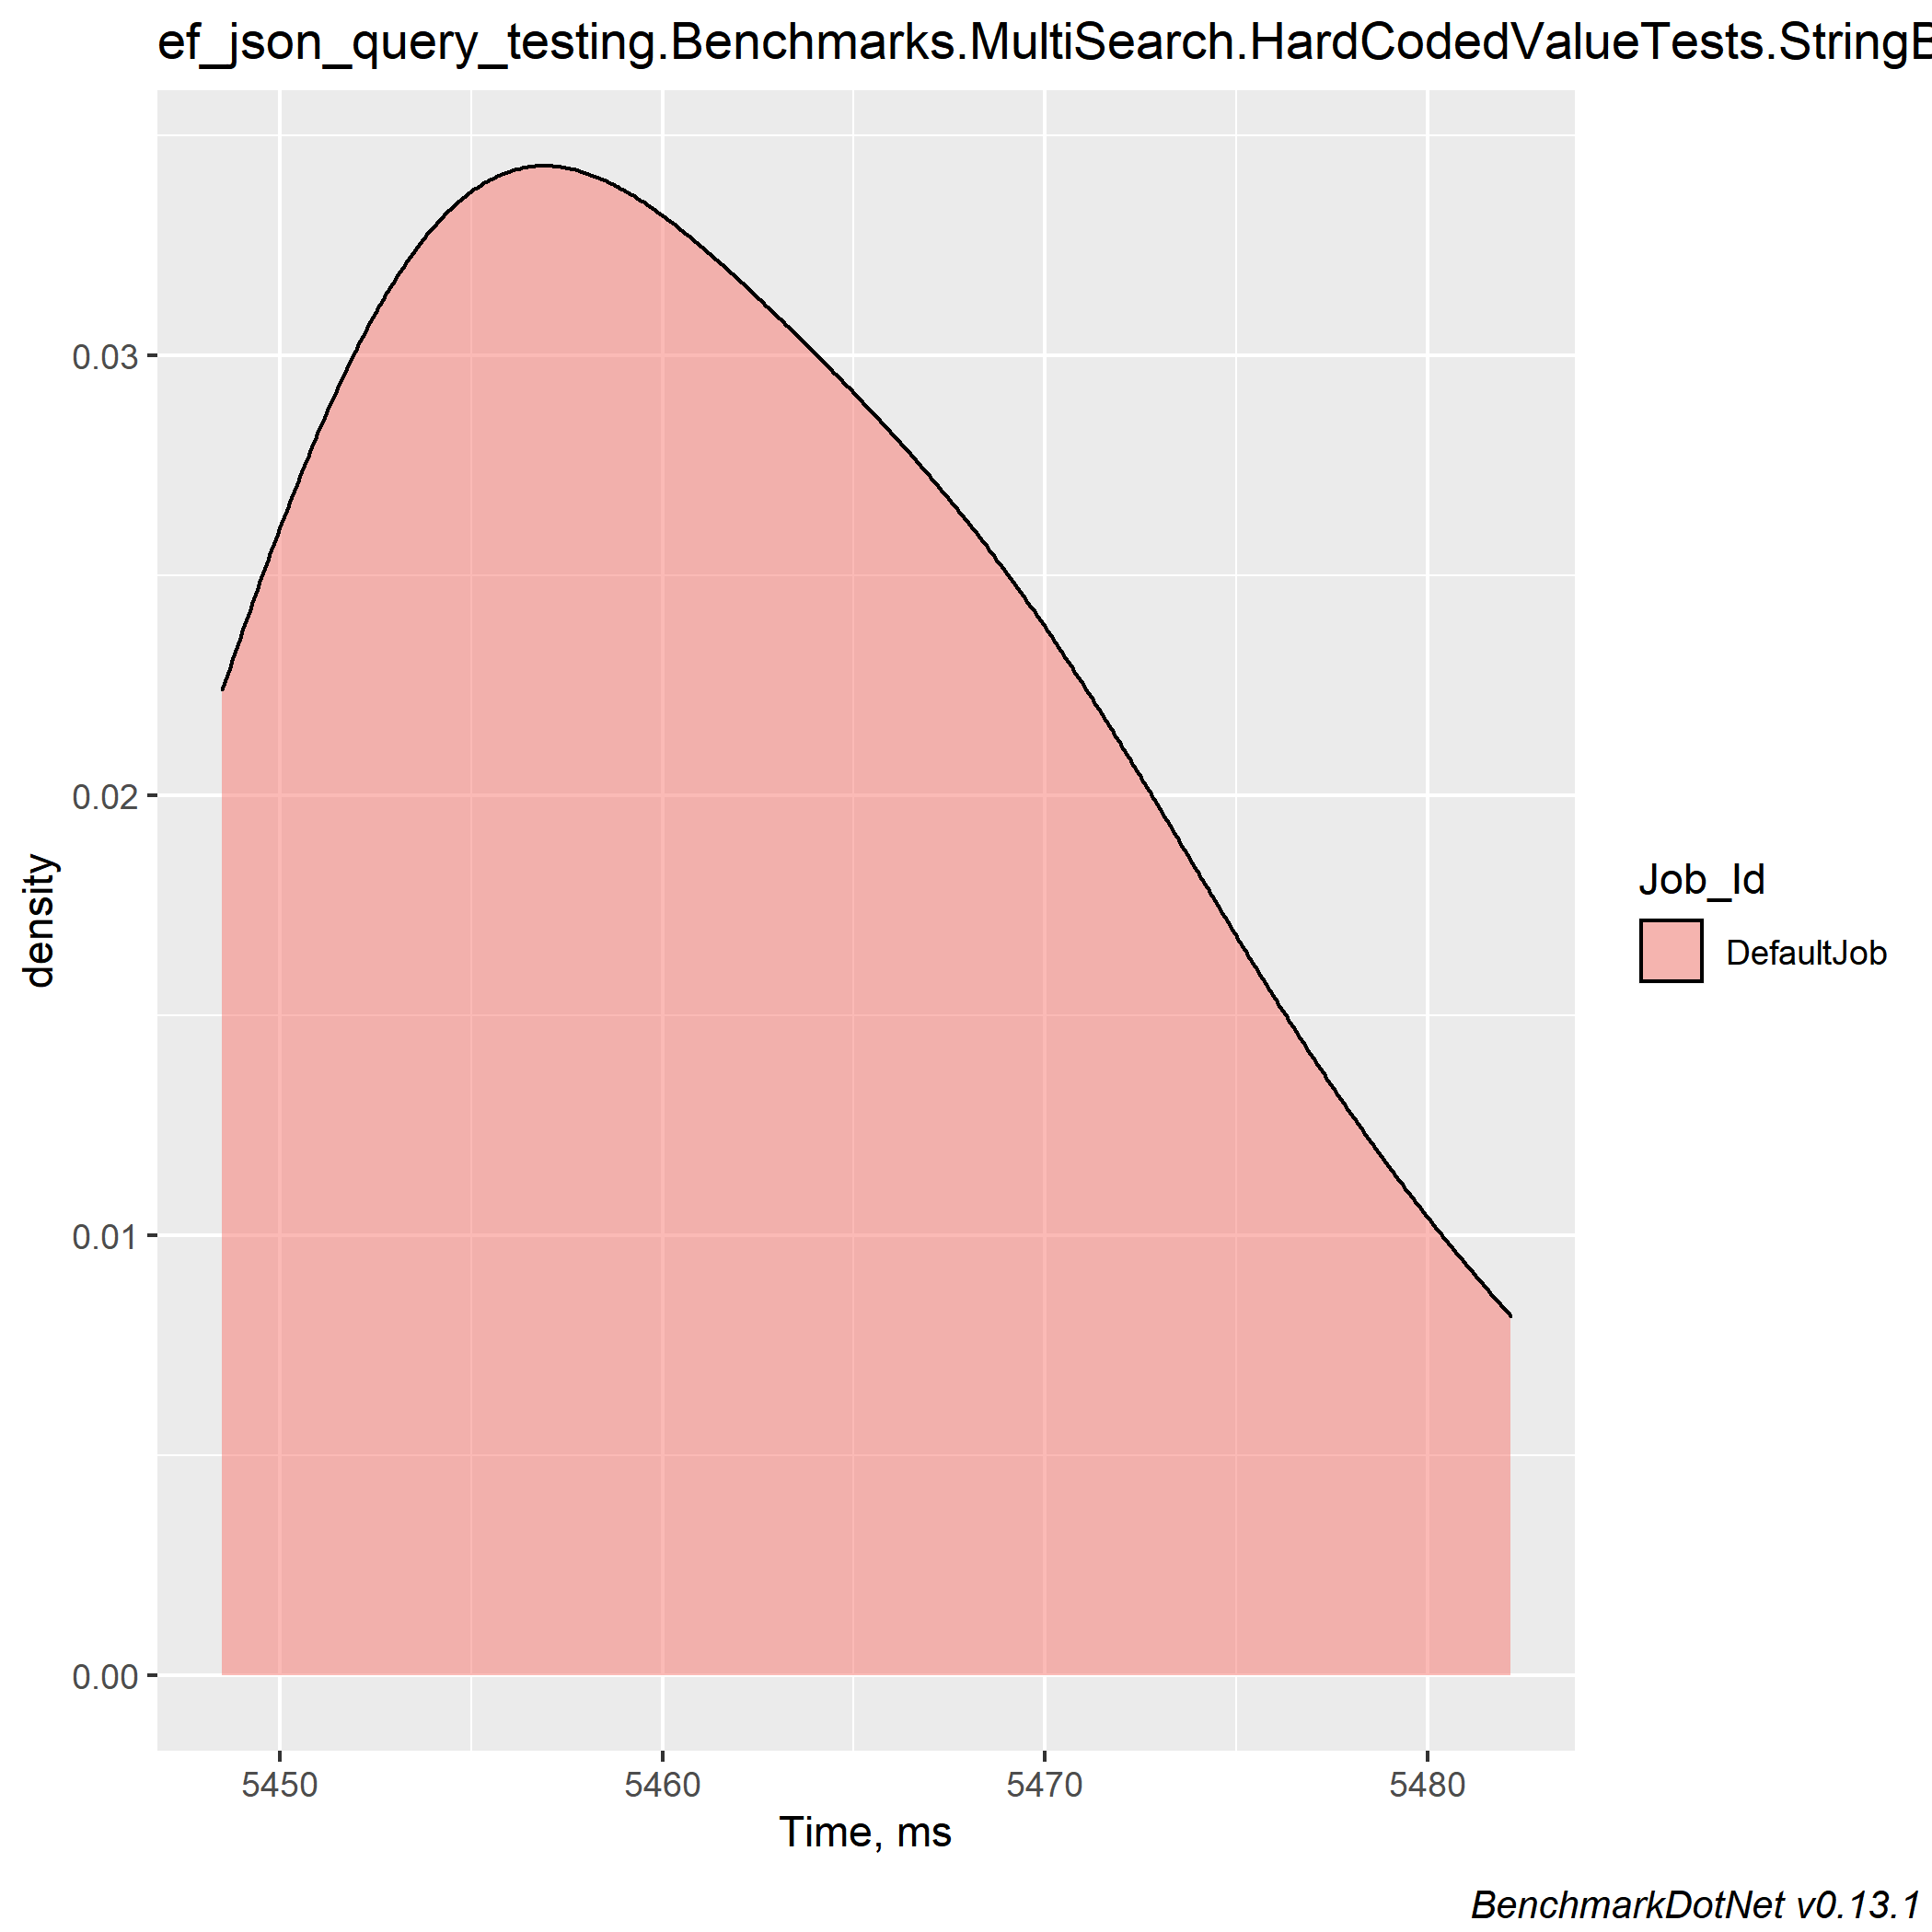 ef_json_query_testing.Benchmarks.MultiSearch.HardCodedValueTests.StringB
0.03
0.02
0.01
0.00
density
5450 5460 5470 5480
Time, ms
Job_Id
DefaultJob
BenchmarkDotNet v0.13.1